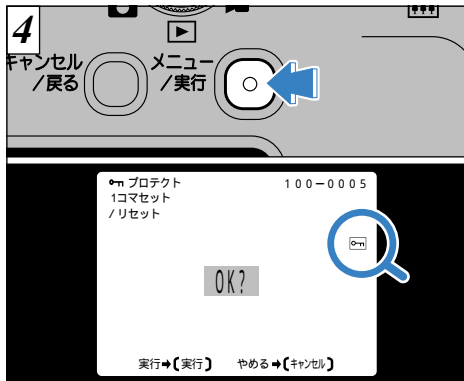 4
キャンセル
/戻る
メニュー
/実行
プロテクト
100-0005
1コマセット
/リセット
OK?
実行➔【実行】 やめる➔【キャンセル】